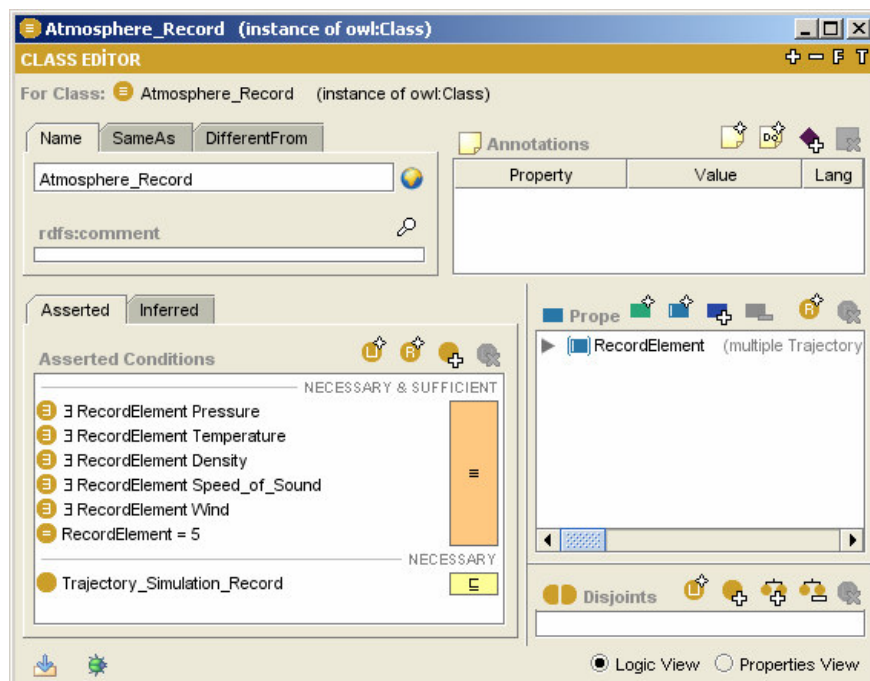 Atmosphere_Record (instance of owl:Class)
CLASS EDİTOR
F T
For Class: Atmosphere_Record (instance of owl:Class)
Name SameAs DifferentFrom
Atmosphere_Record
rdfs:comment
Annotations
Property Value Lang
Asserted Inferred
Asserted Conditions
NECESSARY & SUFFICIENT
∃ RecordElement Pressure
∃ RecordElement Temperature
∃ RecordElement Density
∃ RecordElement Speed_of_Sound
∃ RecordElement Wind
RecordElement = 5
≡
NECESSARY
Trajectory_Simulation_Record
⊑
Prope
RecordElement (multiple Trajectory
Disjoints
Logic View Properties View